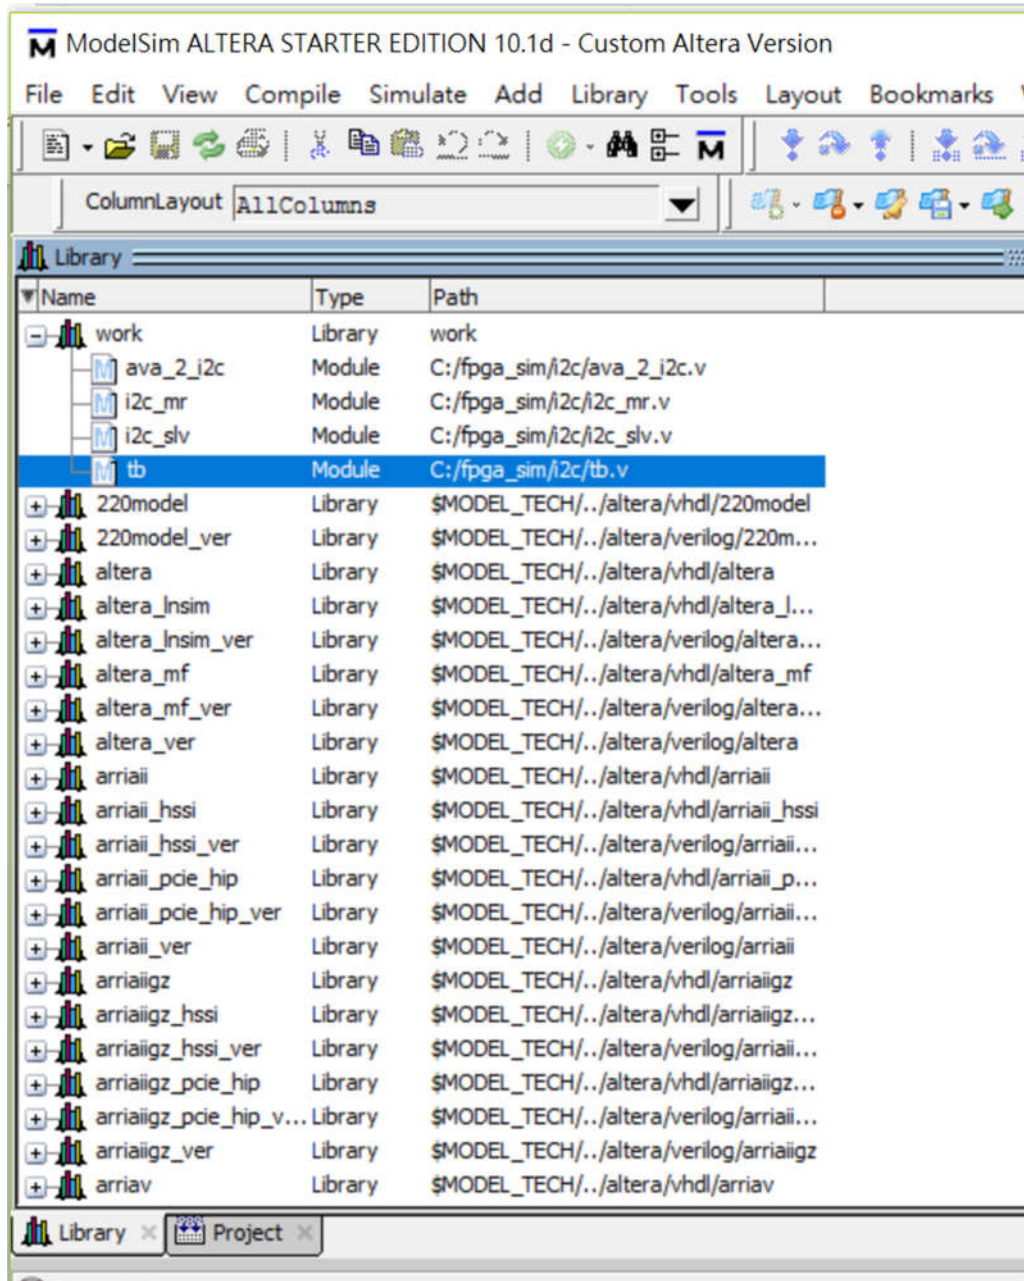 ModelSim ALTERA STARTER EDITION 10.1d - Custom Altera Version
File Edit View Compile Simulate Add Library Tools Layout Bookmarks
ColumnLayout AllColumns
Library
Name Type Path
work Library work
ava_2_i2c Module C:/fpga_sim/i2c/ava_2_i2c.v
i2c_mr Module C:/fpga_sim/i2c/i2c_mr.v
i2c_slv Module C:/fpga_sim/i2c/i2c_slv.v
tb Module C:/fpga_sim/i2c/tb.v
220model Library $MODEL_TECH/../altera/vhdl/220model
220model_ver Library $MODEL_TECH/../altera/verilog/220m...
altera Library $MODEL_TECH/../altera/vhdl/altera
altera_lnsim Library $MODEL_TECH/../altera/vhdl/altera_l...
altera_lnsim_ver Library $MODEL_TECH/../altera/verilog/altera...
altera_mf Library $MODEL_TECH/../altera/vhdl/altera_mf
altera_mf_ver Library $MODEL_TECH/../altera/verilog/altera...
altera_ver Library $MODEL_TECH/../altera/verilog/altera
arriaii Library $MODEL_TECH/../altera/vhdl/arriaii
arriaii_hssi Library $MODEL_TECH/../altera/vhdl/arriaii_hssi
arriaii_hssi_ver Library $MODEL_TECH/../altera/verilog/arriaii...
arriaii_pcie_hip Library $MODEL_TECH/../altera/vhdl/arriaii_p...
arriaii_pcie_hip_ver Library $MODEL_TECH/../altera/verilog/arriaii...
arriaii_ver Library $MODEL_TECH/../altera/verilog/arriaii
arriaiigz Library $MODEL_TECH/../altera/vhdl/arriaiigz
arriaiigz_hssi Library $MODEL_TECH/../altera/vhdl/arriaiigz...
arriaiigz_hssi_ver Library $MODEL_TECH/../altera/verilog/arriaii...
arriaiigz_pcie_hip Library $MODEL_TECH/../altera/vhdl/arriaiigz...
arriaiigz_pcie_hip_v... Library $MODEL_TECH/../altera/verilog/arriaii...
arriaiigz_ver Library $MODEL_TECH/../altera/verilog/arriaiigz
arriav Library $MODEL_TECH/../altera/vhdl/arriav
Library Project